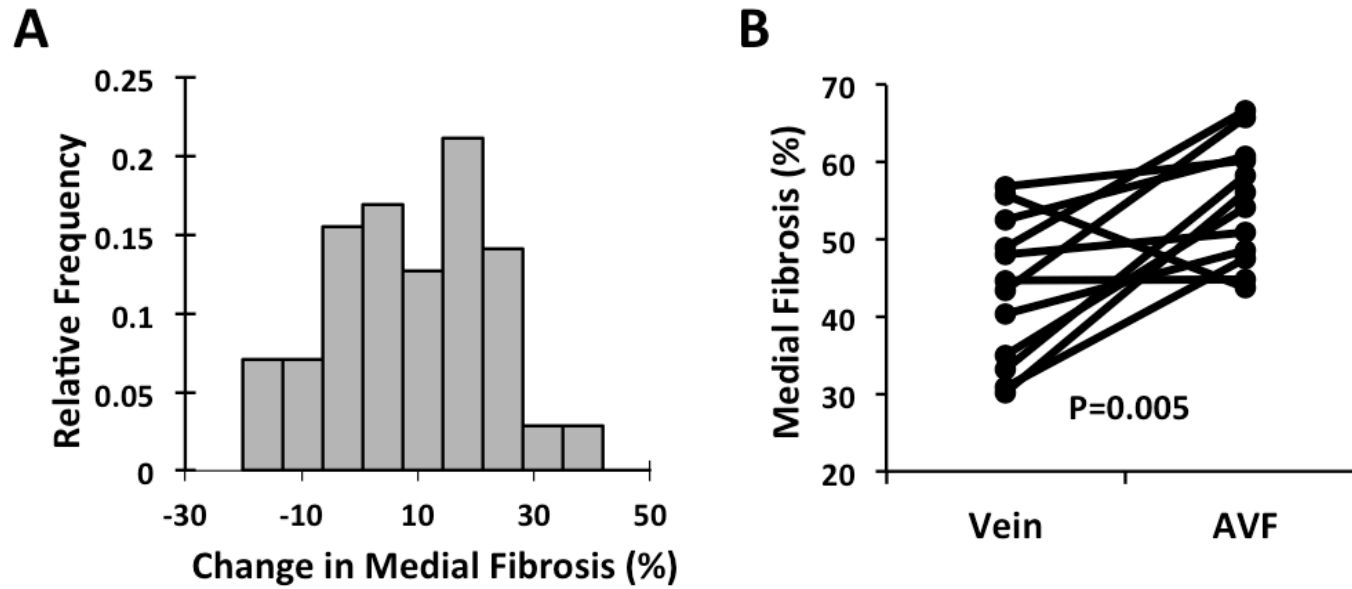 A
0.25
0.2
0.15
0.1
0.05
0
Relative Frequency
-30 -10 10 30 50
Change in Medial Fibrosis (%)
B
70
60
50
40
30
20
Medial Fibrosis (%)
P=0.005
Vein AVF